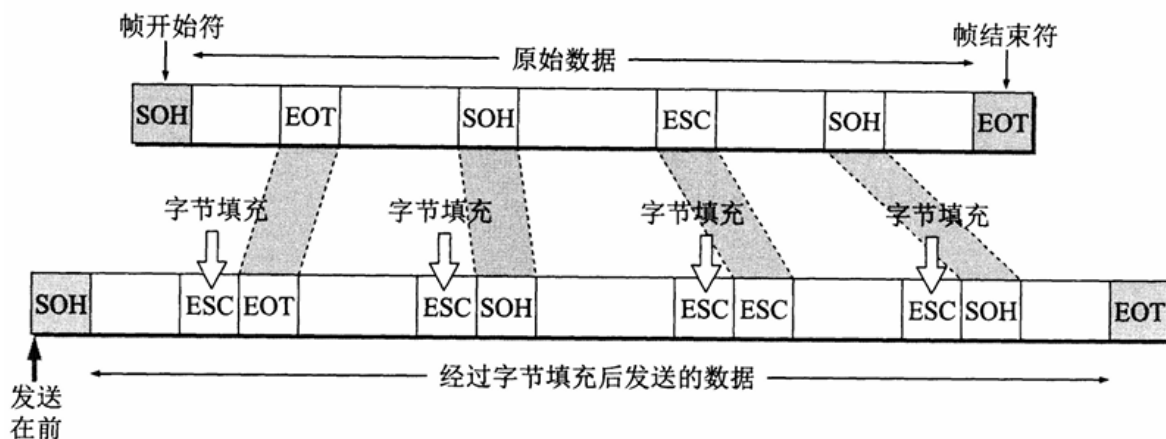 帧开始符
帧结束符
原始数据
SOH EOT SOH ESC SOH EOT
字节填充 字节填充 字节填充 字节填充
SOH ESC EOT ESC SOH ESC ESC ESC SOH EOT
经过字节填充后发送的数据
发送
在前